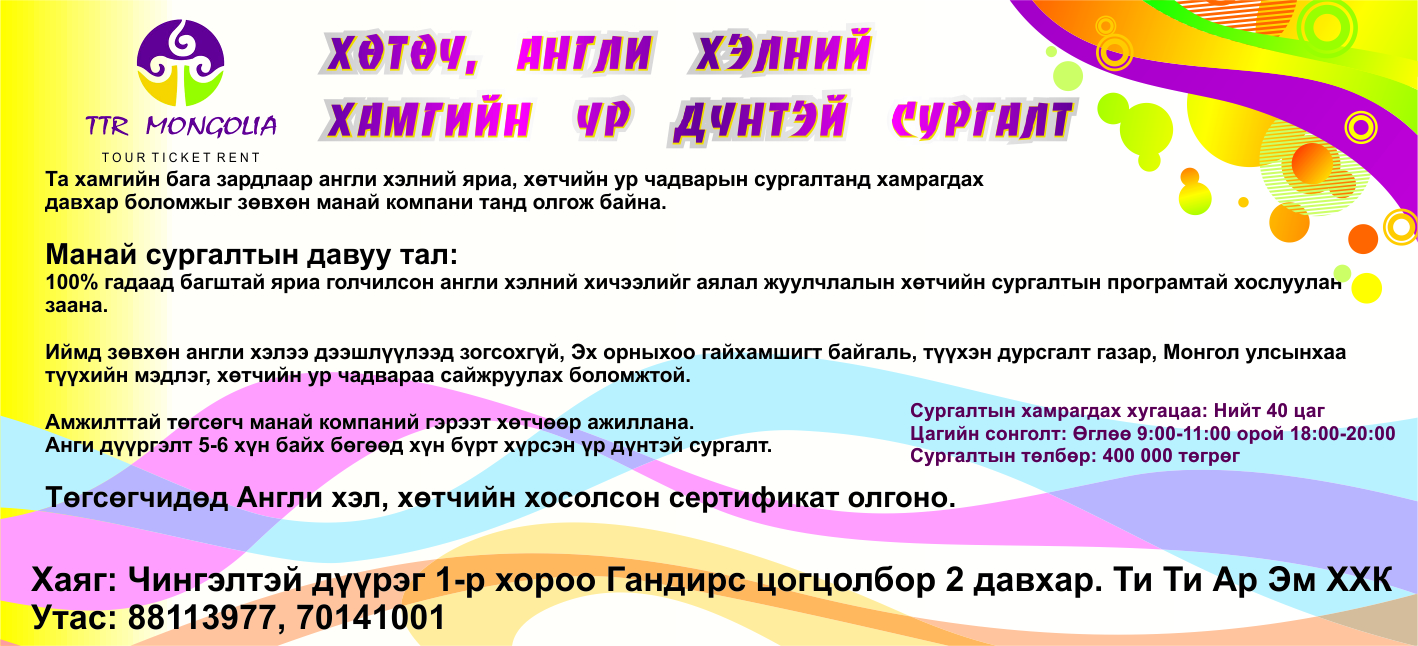 TTR MONGOLIA
TOUR TICKET RENT
ХӨТӨЧ, АНГЛИ ХЭЛНИЙ
ХАМГИЙН ҮР ДҮНТЭЙ СУРГАЛТ
Та хамгийн бага зардлаар англи хэлний яриа, хөтчийн ур чадварын сургалтанд хамрагдах
давхар боломжыг зөвхөн манай компани танд олгож байна.
Манай сургалтын давуу тал:
100% гадаад багштай яриа голчилсон англи хэлний хичээлийг аялал жуулчлалын хөтчийн сургалтын програмтай хослуулан
заана.
Иймд зөвхөн англи хэлээ дээшлүүлээд зогсохгүй, Эх орныхоо гайхамшигт байгаль, түүхэн дурсгалт газар, Монгол улсынхаа
түүхийн мэдлэг, хөтчийн ур чадвараа сайжруулах боломжтой.
Амжилттай төгсөгч манай компаний гэрээт хөтчөөр ажиллана.
Анги дүүргэлт 5-6 хүн байх бөгөөд хүн бүрт хүрсэн үр дүнтэй сургалт.
Сургалтын хамрагдах хугацаа: Нийт 40 цаг
Цагийн сонголт: Өглөө 9:00-11:00 орой 18:00-20:00
Сургалтын төлбөр: 400 000 төгрөг
Төгсөгчидөд Англи хэл, хөтчийн хосолсон сертификат олгоно.
Хаяг: Чингэлтэй дүүрэг 1-р хороо Гандирс цогцолбор 2 давхар. Ти Ти Ар Эм ХХК
Утас: 88113977, 70141001